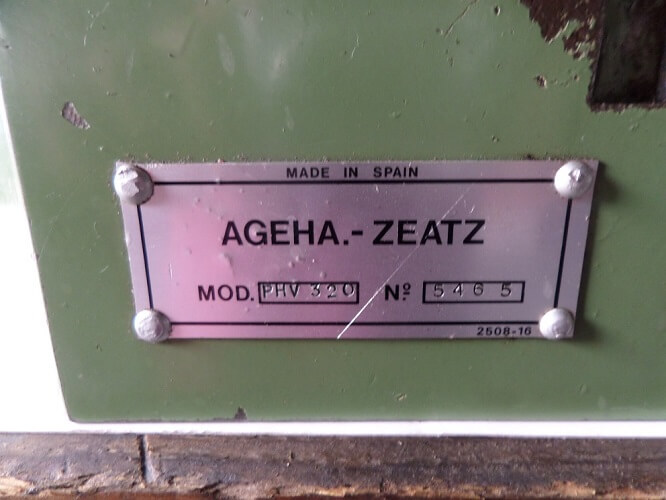 MADE IN SPAIN
AGEHA.- ZEATZ
MOD. PHV 320 Nº 5465
2508-16